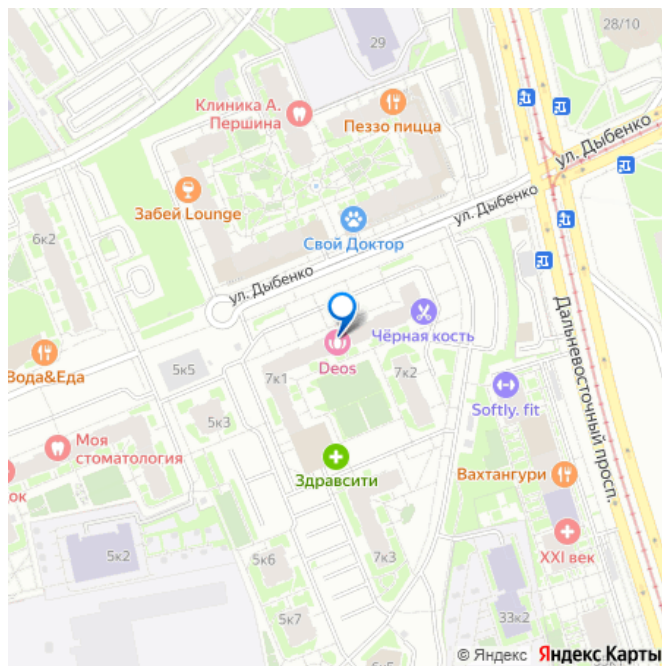 28/10
29
Клиника А.
Першина
Пеззо пицца
ул. Дыбенко
ул. Дыбенко
Забей Lounge
Свой Доктор
6к2
ул. Дыбенко
Чёрная кость
Вода&Еда
5к5
Deos
7к1
7к2
Дальневосточный просп.
Softly. fit
5к3
Моя
стоматология
Здравсити
Вахтангури
ок
5к2
5к6
7к3
XXI век
5к7
33к2
6к5
33к1
© Яндекс Яндекс Карты